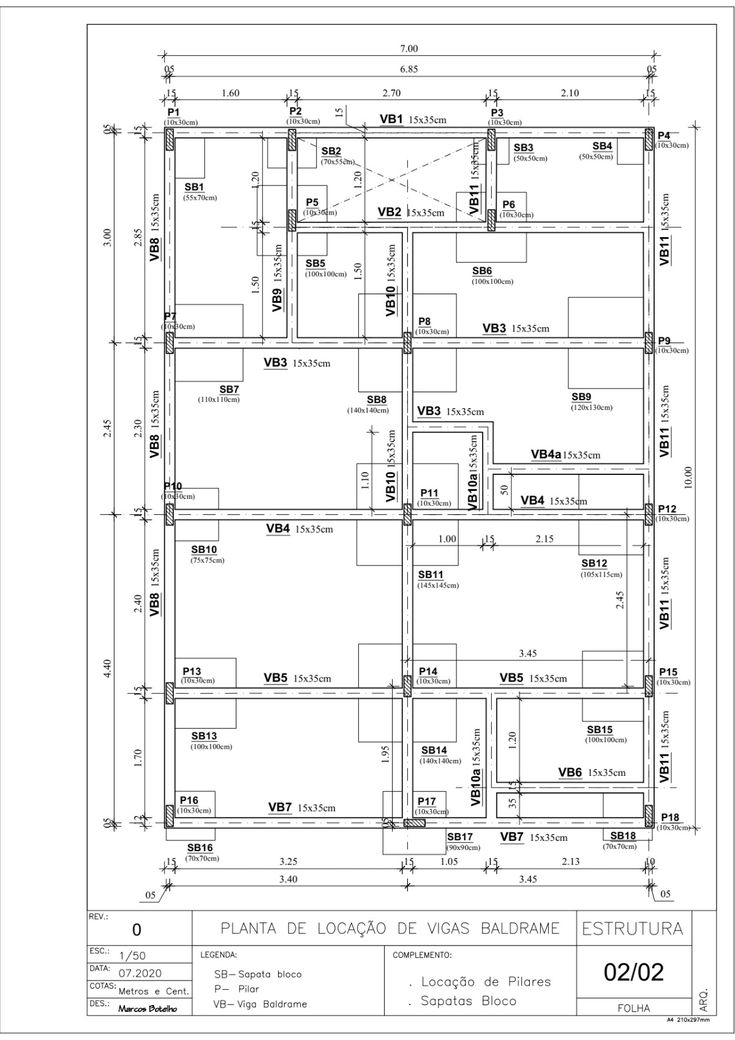 7.00
05 6.85 05
15 1.60 15 2.70 15 2.10 15
P1
(10x30cm)
P2
(10x30cm)
15
VB1 15x35cm
P3
(10x30cm)
P4
(10x30cm)
05
15
SB1
(55x70cm)
SB2
(70x55cm)
SB3
(50x50cm)
SB4
(50x50cm)
1.20
1.20
VB11 15x35cm
P5
(10x30cm)
VB2 15x35cm
P6
(10x30cm)
3.00
2.85
VB8 15x35cm
15
VB11 15x35cm
SB5
(100x100cm)
SB6
(100x100cm)
1.50
VB9 15x35cm
1.50
VB10 15x35cm
P7
(10x30cm)
P8
(10x30cm)
VB3 15x35cm
P9
(10x30cm)
15
VB3 15x35cm
SB7
(110x110cm)
SB8
(140x140cm)
SB9
(120x130cm)
VB3 15x35cm
2.45
2.30
VB8 15x35cm
VB11 15x35cm
10.00
1.10
VB10 15x35cm
VB10a 15x35cm
VB4a 15x35cm
50
P10
(10x30cm)
P11
(10x30cm)
VB4 15x35cm
P12
(10x30cm)
15
VB4 15x35cm
SB10
(75x75cm)
1.00 15 2.15
SB11
(145x145cm)
SB12
(105x115cm)
2.40
VB8 15x35cm
2.45
VB11 15x35cm
4.40
3.45
P13
(10x30cm)
VB5 15x35cm
P14
(10x30cm)
VB5 15x35cm
P15
(10x30cm)
15
SB13
(100x100cm)
SB14
(140x140cm)
SB15
(100x100cm)
1.70
1.95
VB10a 15x35cm
1.20
VB11 15x35cm
VB6 15x35cm
35
P16
(10x30cm)
VB7 15x35cm
P17
(10x30cm)
P18
(10x30cm)
05
SB16
(70x70cm)
SB17
(90x90cm)
VB7 15x35cm
SB18
(70x70cm)
15 3.25 15 1.05 15 2.13 10
3.40 3.45
05 05
REV.: 0
PLANTA DE LOCAÇÃO DE VIGAS BALDRAME
ESTRUTURA
ESC.: 1/50
DATA: 07.2020
COTAS: Metros e Cent.
DES.: Marcos Botelho
LEGENDA:
SB- Sapata bloco
P- Pilar
VB- Viga Baldrame
COMPLEMENTO:
. Locação de Pilares
. Sapatas Bloco
02/02
FOLHA
ARQ.
A4 210x297mm